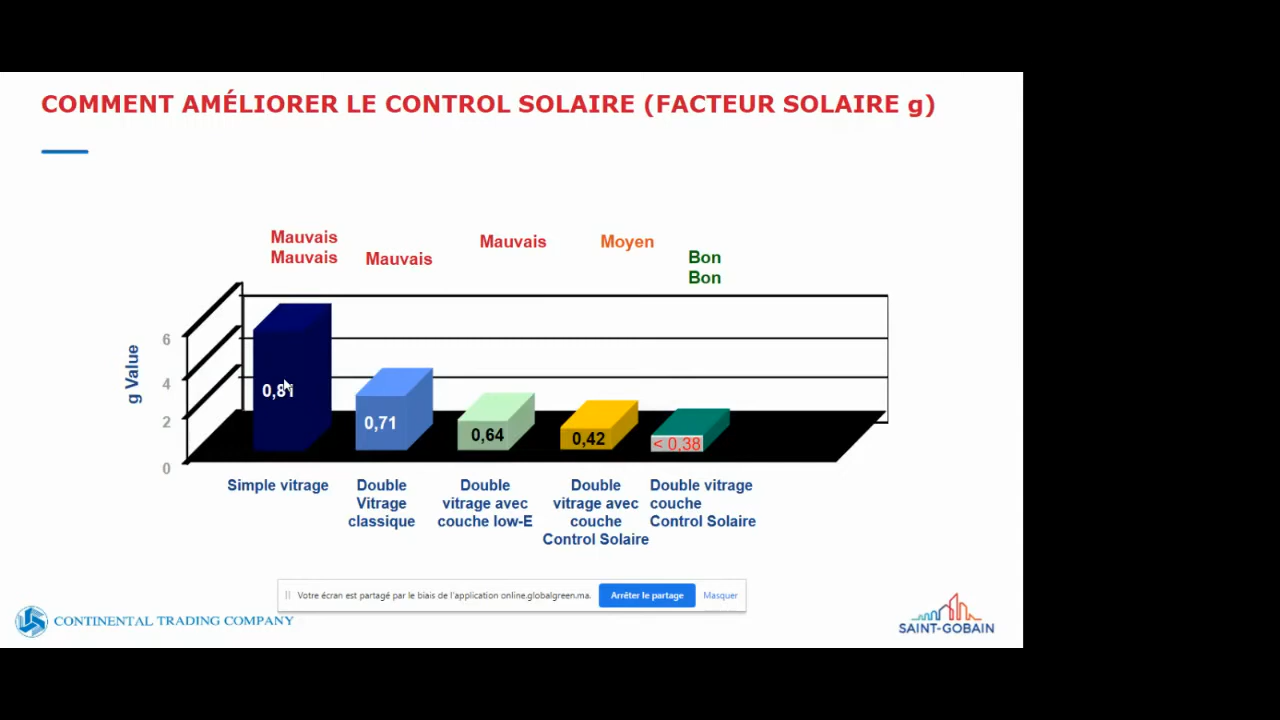 COMMENT AMÉLIORER LE CONTROL SOLAIRE (FACTEUR SOLAIRE g)
Mauvais
Mauvais
Mauvais
Mauvais
Moyen
Bon
Bon
g Value
6
4
2
0
0,81
0,71
0,64
0,42
< 0,38
Simple vitrage
Double
Vitrage
classique
Double
vitrage avec
couche low-E
Double
vitrage avec
couche
Control Solaire
Double vitrage
couche
Control Solaire
Votre écran est partagé par le biais de l'application online.globalgreen.ma.
Arrêter le partage
Masquer
CONTINENTAL TRADING COMPANY
SAINT-GOBAIN